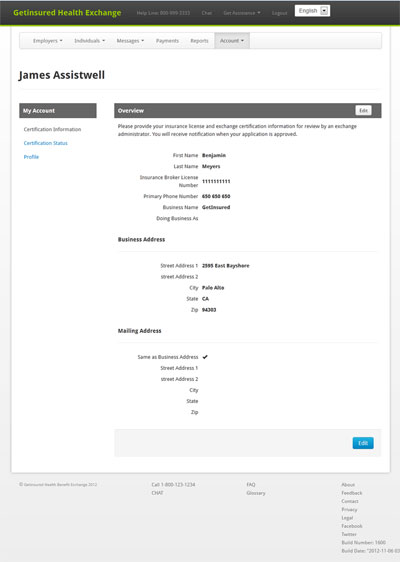 Getinsured Health Exchange Help Line: 800-999-3333 Chat Get Assistance Logout English
Employers Individuals Messages Payments Reports Account
James Assistwell
My Account
Certification Information
Certification Status
Profile
Overview Edit
Please provide your insurance license and exchange certification information for review by an exchange
administrator. You will receive notification when your application is approved.
First Name Benjamin
Last Name Meyers
Insurance Broker License
Number 1111111111
Primary Phone Number 650 650 650
Business Name GetInsured
Doing Business As
Business Address
Street Address 1 2595 East Bayshore
street Address 2
City Palo Alto
State CA
Zip 94303
Mailing Address
Same as Business Address ✔
Street Address 1
street Address 2
City
State
Zip
Edit
© Getinsured Health Benefit Exchange 2012
Call 1-800-123-1234
CHAT
FAQ
Glossary
About
Feedback
Contact
Privacy
Legal
Facebook
Twitter
Build Number: 1600
Build Date: "2012-11-06 03